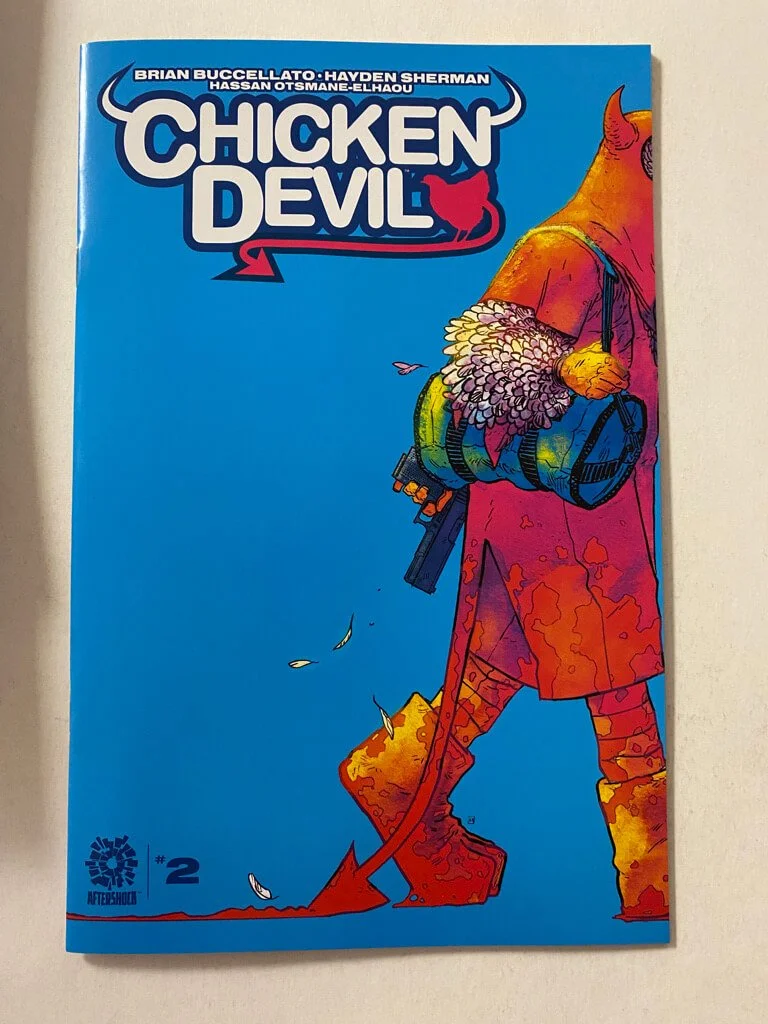 BRIAN BUCCELLATO • HAYDEN SHERMAN
HASSAN OTSMANE-ELHAOU
CHICKEN
DEVIL
AFTERSHOCK
#2